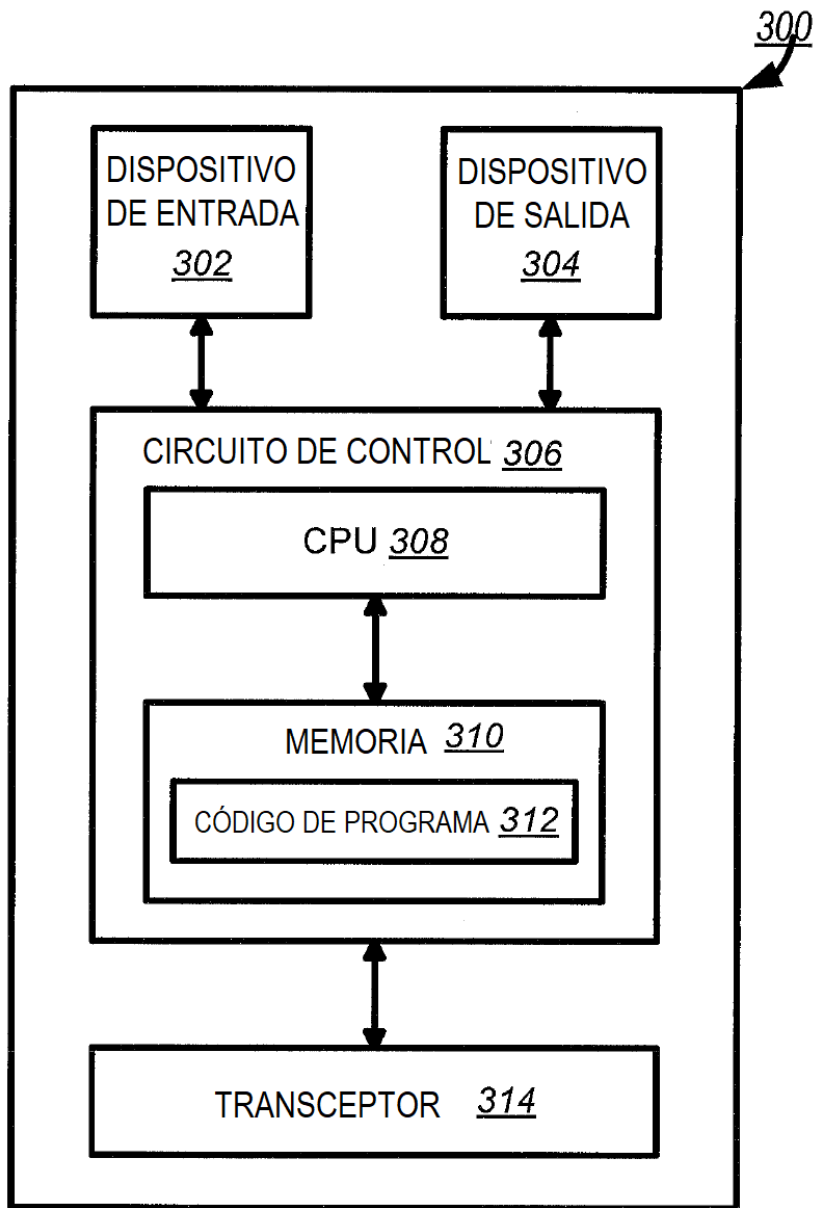 300
DISPOSITIVO
DE ENTRADA
302
DISPOSITIVO
DE SALIDA
304
CIRCUITO DE CONTROL 306
CPU 308
MEMORIA 310
CÓDIGO DE PROGRAMA 312
TRANSCEPTOR 314